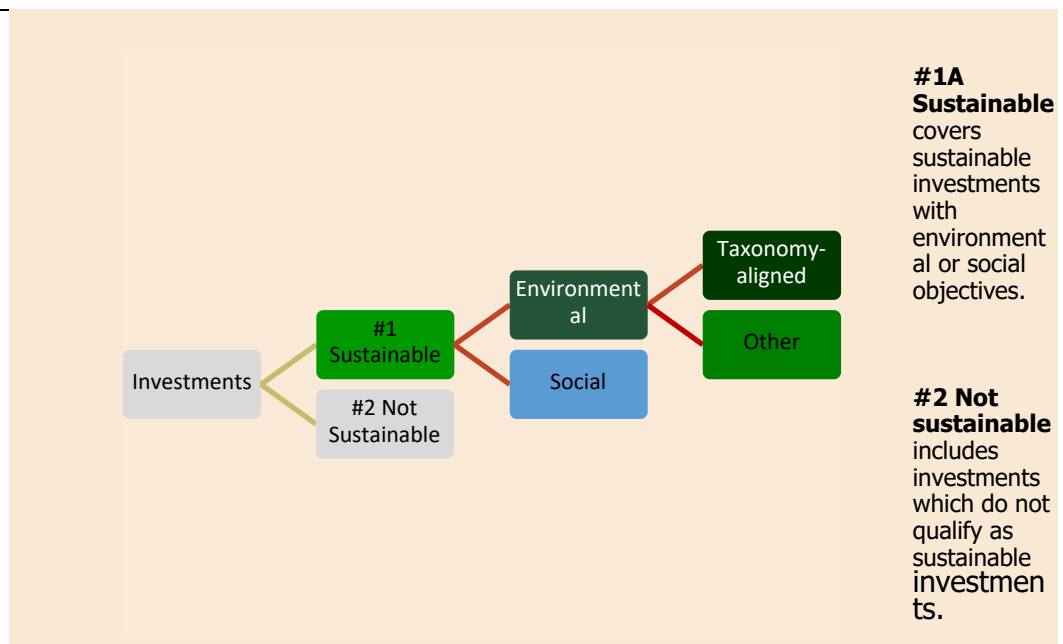 Investments
#1
Sustainable
#2 Not
Sustainable
Environment
al
Social
Taxonomy-
aligned
Other
#1A
Sustainable
covers
sustainable
investments
with
environment
al or social
objectives.
#2 Not
sustainable
includes
investments
which do not
qualify as
sustainable
investmen
ts.